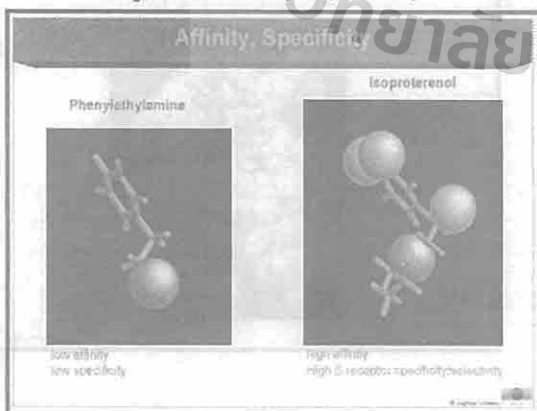 วิทยาลัย
Affinity, Specificity
Phenylethylamine
Isoproterenol
low affinity
low specificity
High affinity
High β receptor specificity/selectivity